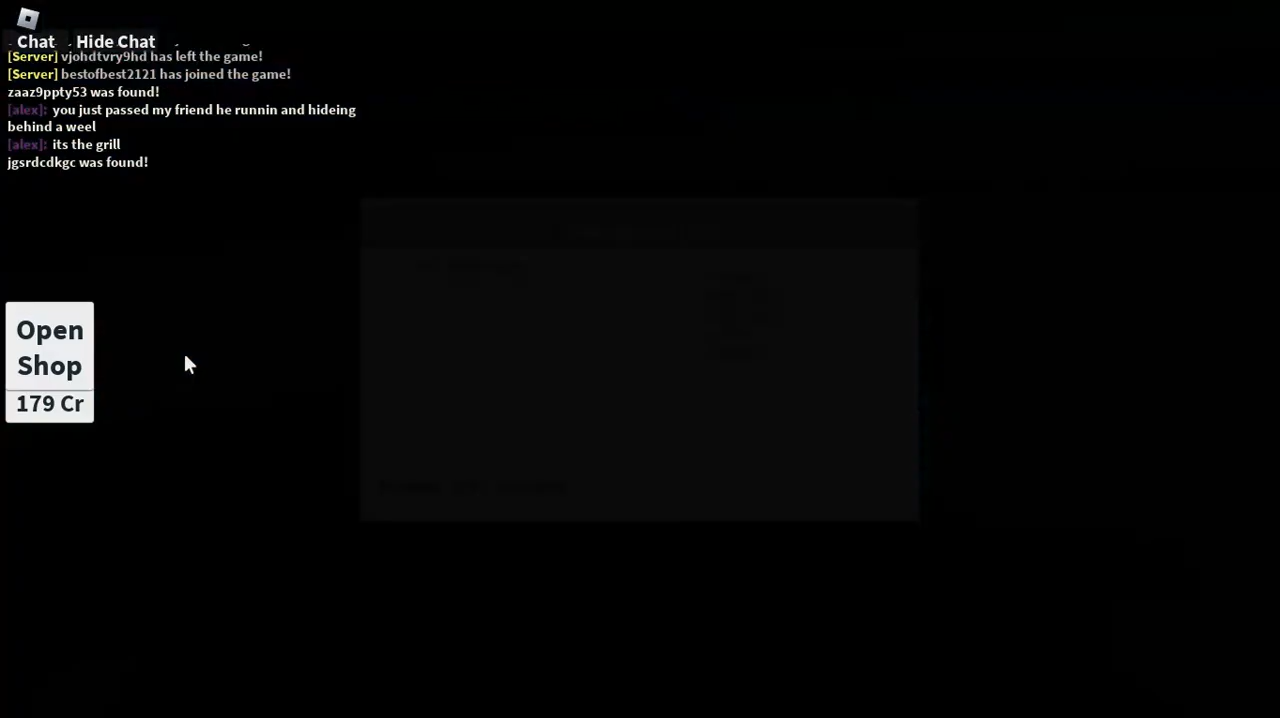 Chat Hide Chat
[Server] vjohdtvry9hd has left the game!
[Server] bestofbest2121 has joined the game!
zaaz9ppty53 was found!
[alex]: you just passed my friend he runnin and hideing
behind a weel
[alex]: its the grill
jgsrdcdkgc was found!
Open
Shop
179 Cr